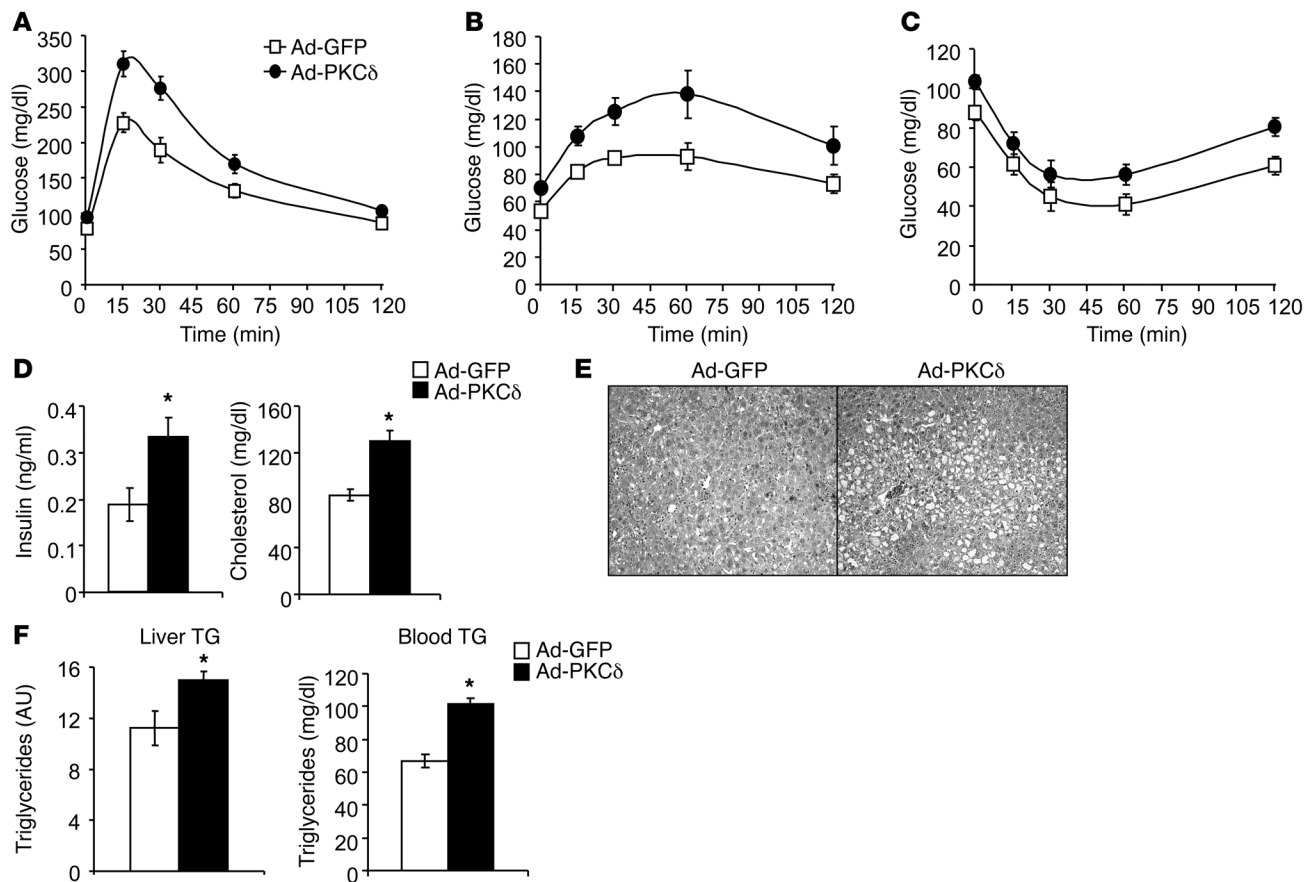 A
Glucose (mg/dl)
350
300
250
200
150
100
50
0
0 15 30 45 60 75 90 105 120
Time (min)
Ad-GFP
Ad-PKCδ
B
Glucose (mg/dl)
180
160
140
120
100
80
60
40
20
0
0 15 30 45 60 75 90 105 120
Time (min)
C
Glucose (mg/dl)
120
100
80
60
40
20
0
0 15 30 45 60 75 90 105 120
Time (min)
D
Ad-GFP
Ad-PKCδ
Insulin (ng/ml)
0.4
0.3
0.2
0.1
0
*
Cholesterol (mg/dl)
160
120
80
40
0
*
E
Ad-GFP Ad-PKCδ
F
Liver TG
Triglycerides (AU)
16
12
8
4
0
*
Blood TG
Triglycerides (mg/dl)
120
100
80
60
40
20
0
*
Ad-GFP
Ad-PKCδ